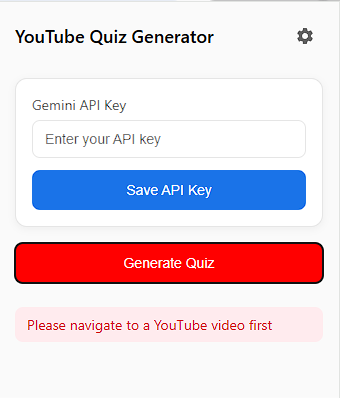 YouTube Quiz Generator
Gemini API Key
Enter your API key
Save API Key
Generate Quiz
Please navigate to a YouTube video first